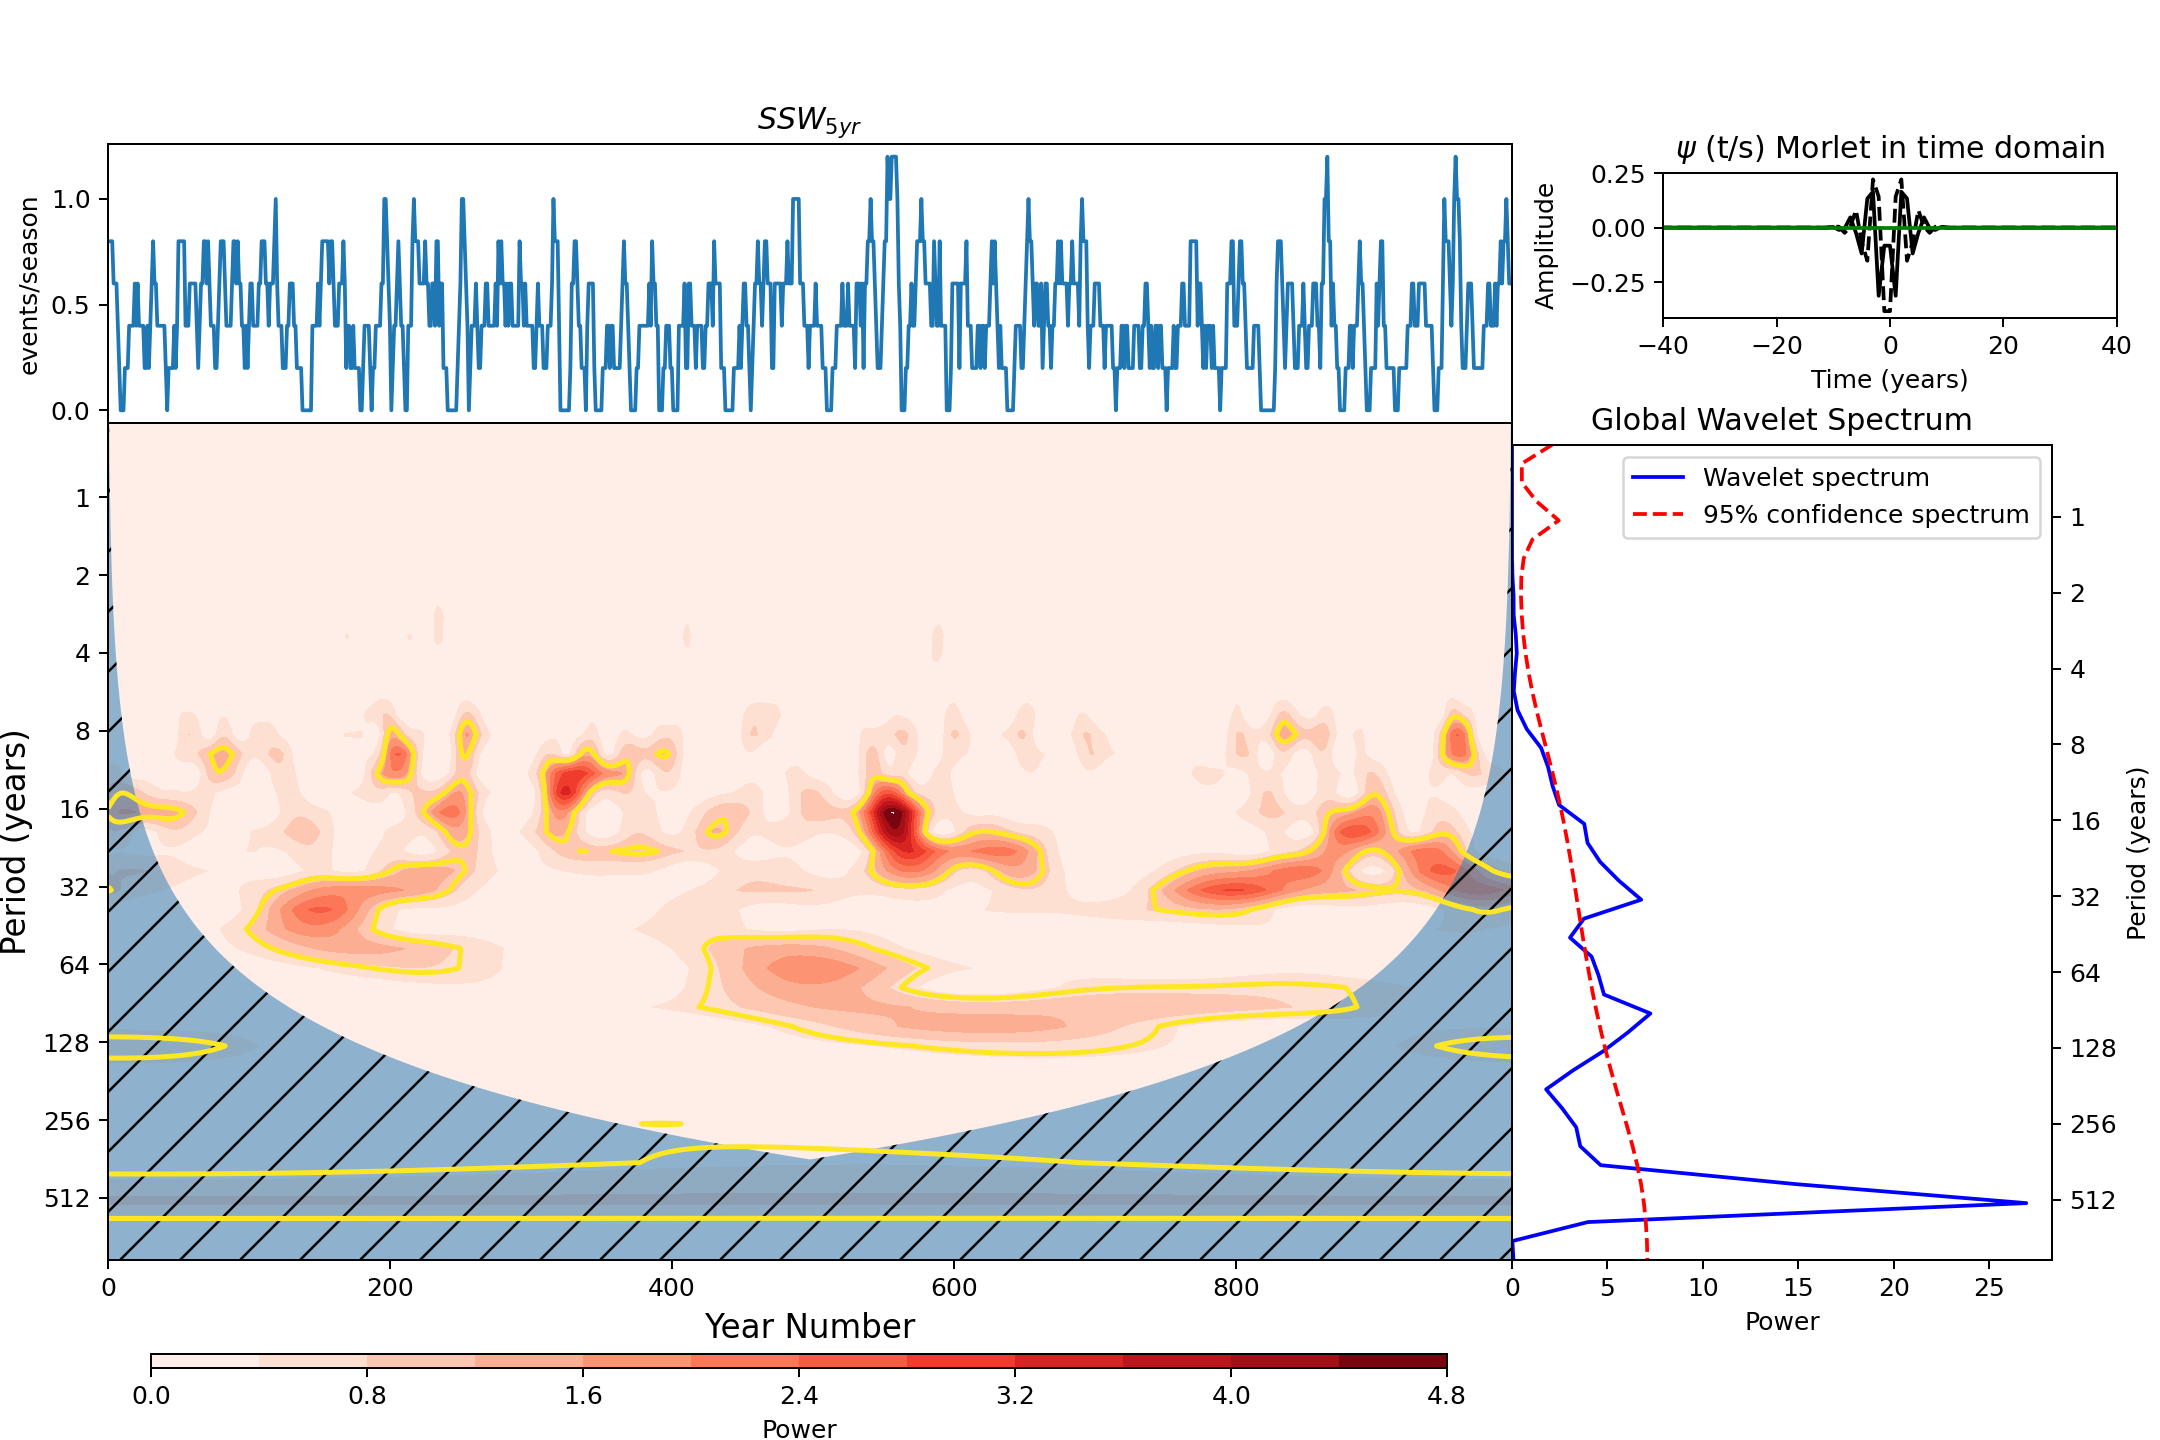 SSW5yr
events/season
1.0
0.5
0.0
ψ (t/s) Morlet in time domain
Amplitude
0.25
0.00
−0.25
−40 −20 0 20 40
Time (years)
Period (years)
1
2
4
8
16
32
64
128
256
512
0 200 400 600 800
Year Number
Global Wavelet Spectrum
Wavelet spectrum
95% confidence spectrum
1
2
4
8
16
32
64
128
256
512
Period (years)
0 5 10 15 20 25
Power
0.0 0.8 1.6 2.4 3.2 4.0 4.8
Power